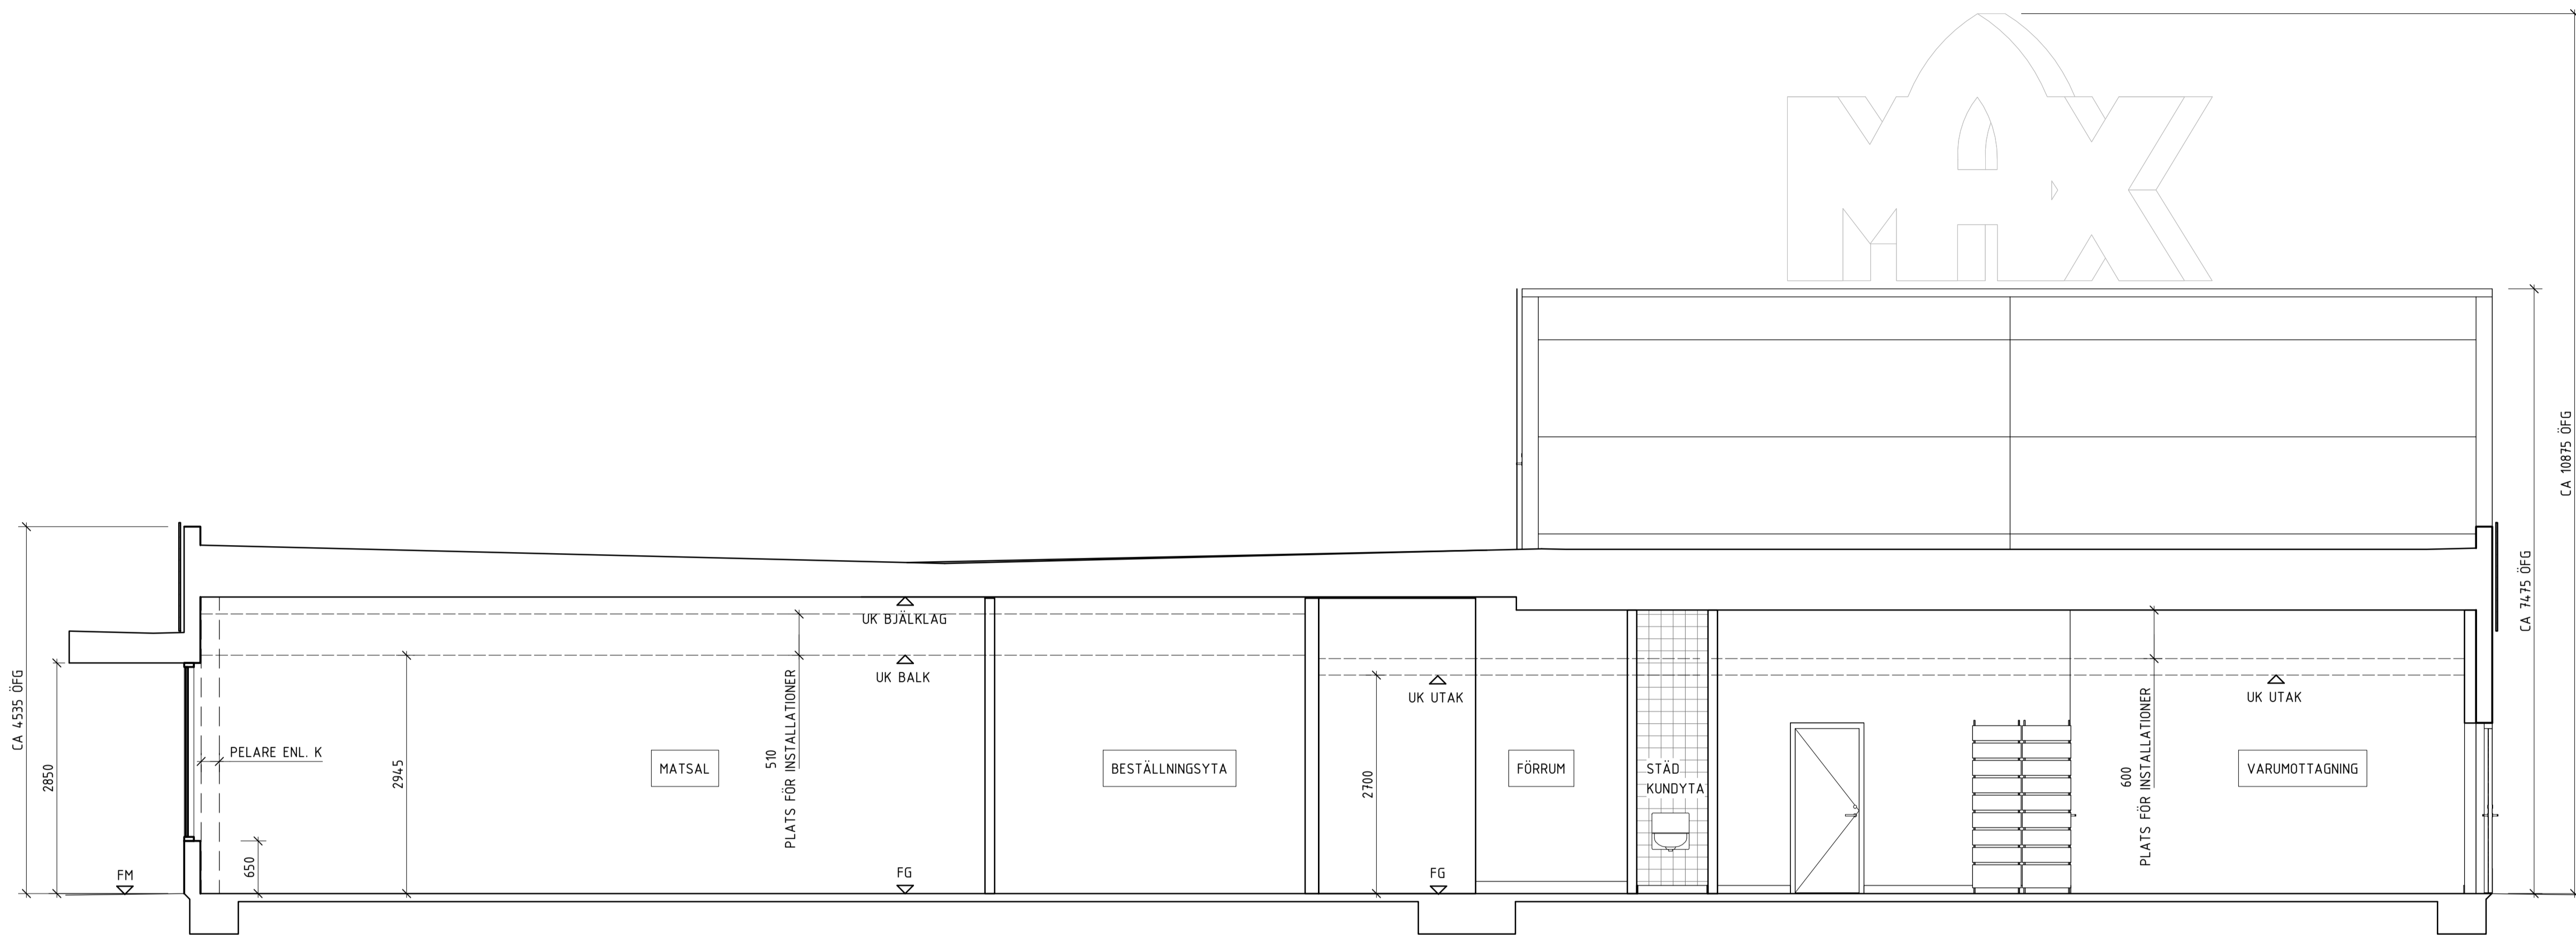 MAX
CA 10875 ÖFG
CA 7475 ÖFG
CA 4535 ÖFG
2850
FM
650
PELARE ENL. K
2945
MATSAL
510
PLATS FÖR INSTALLATIONER
UK BJÄLKLAG
UK BALK
FG
BESTÄLLNINGSYTA
2700
UK UTAK
FG
FÖRRUM
STÄD
KUNDYTA
600
PLATS FÖR INSTALLATIONER
UK UTAK
VARUMOTTAGNING